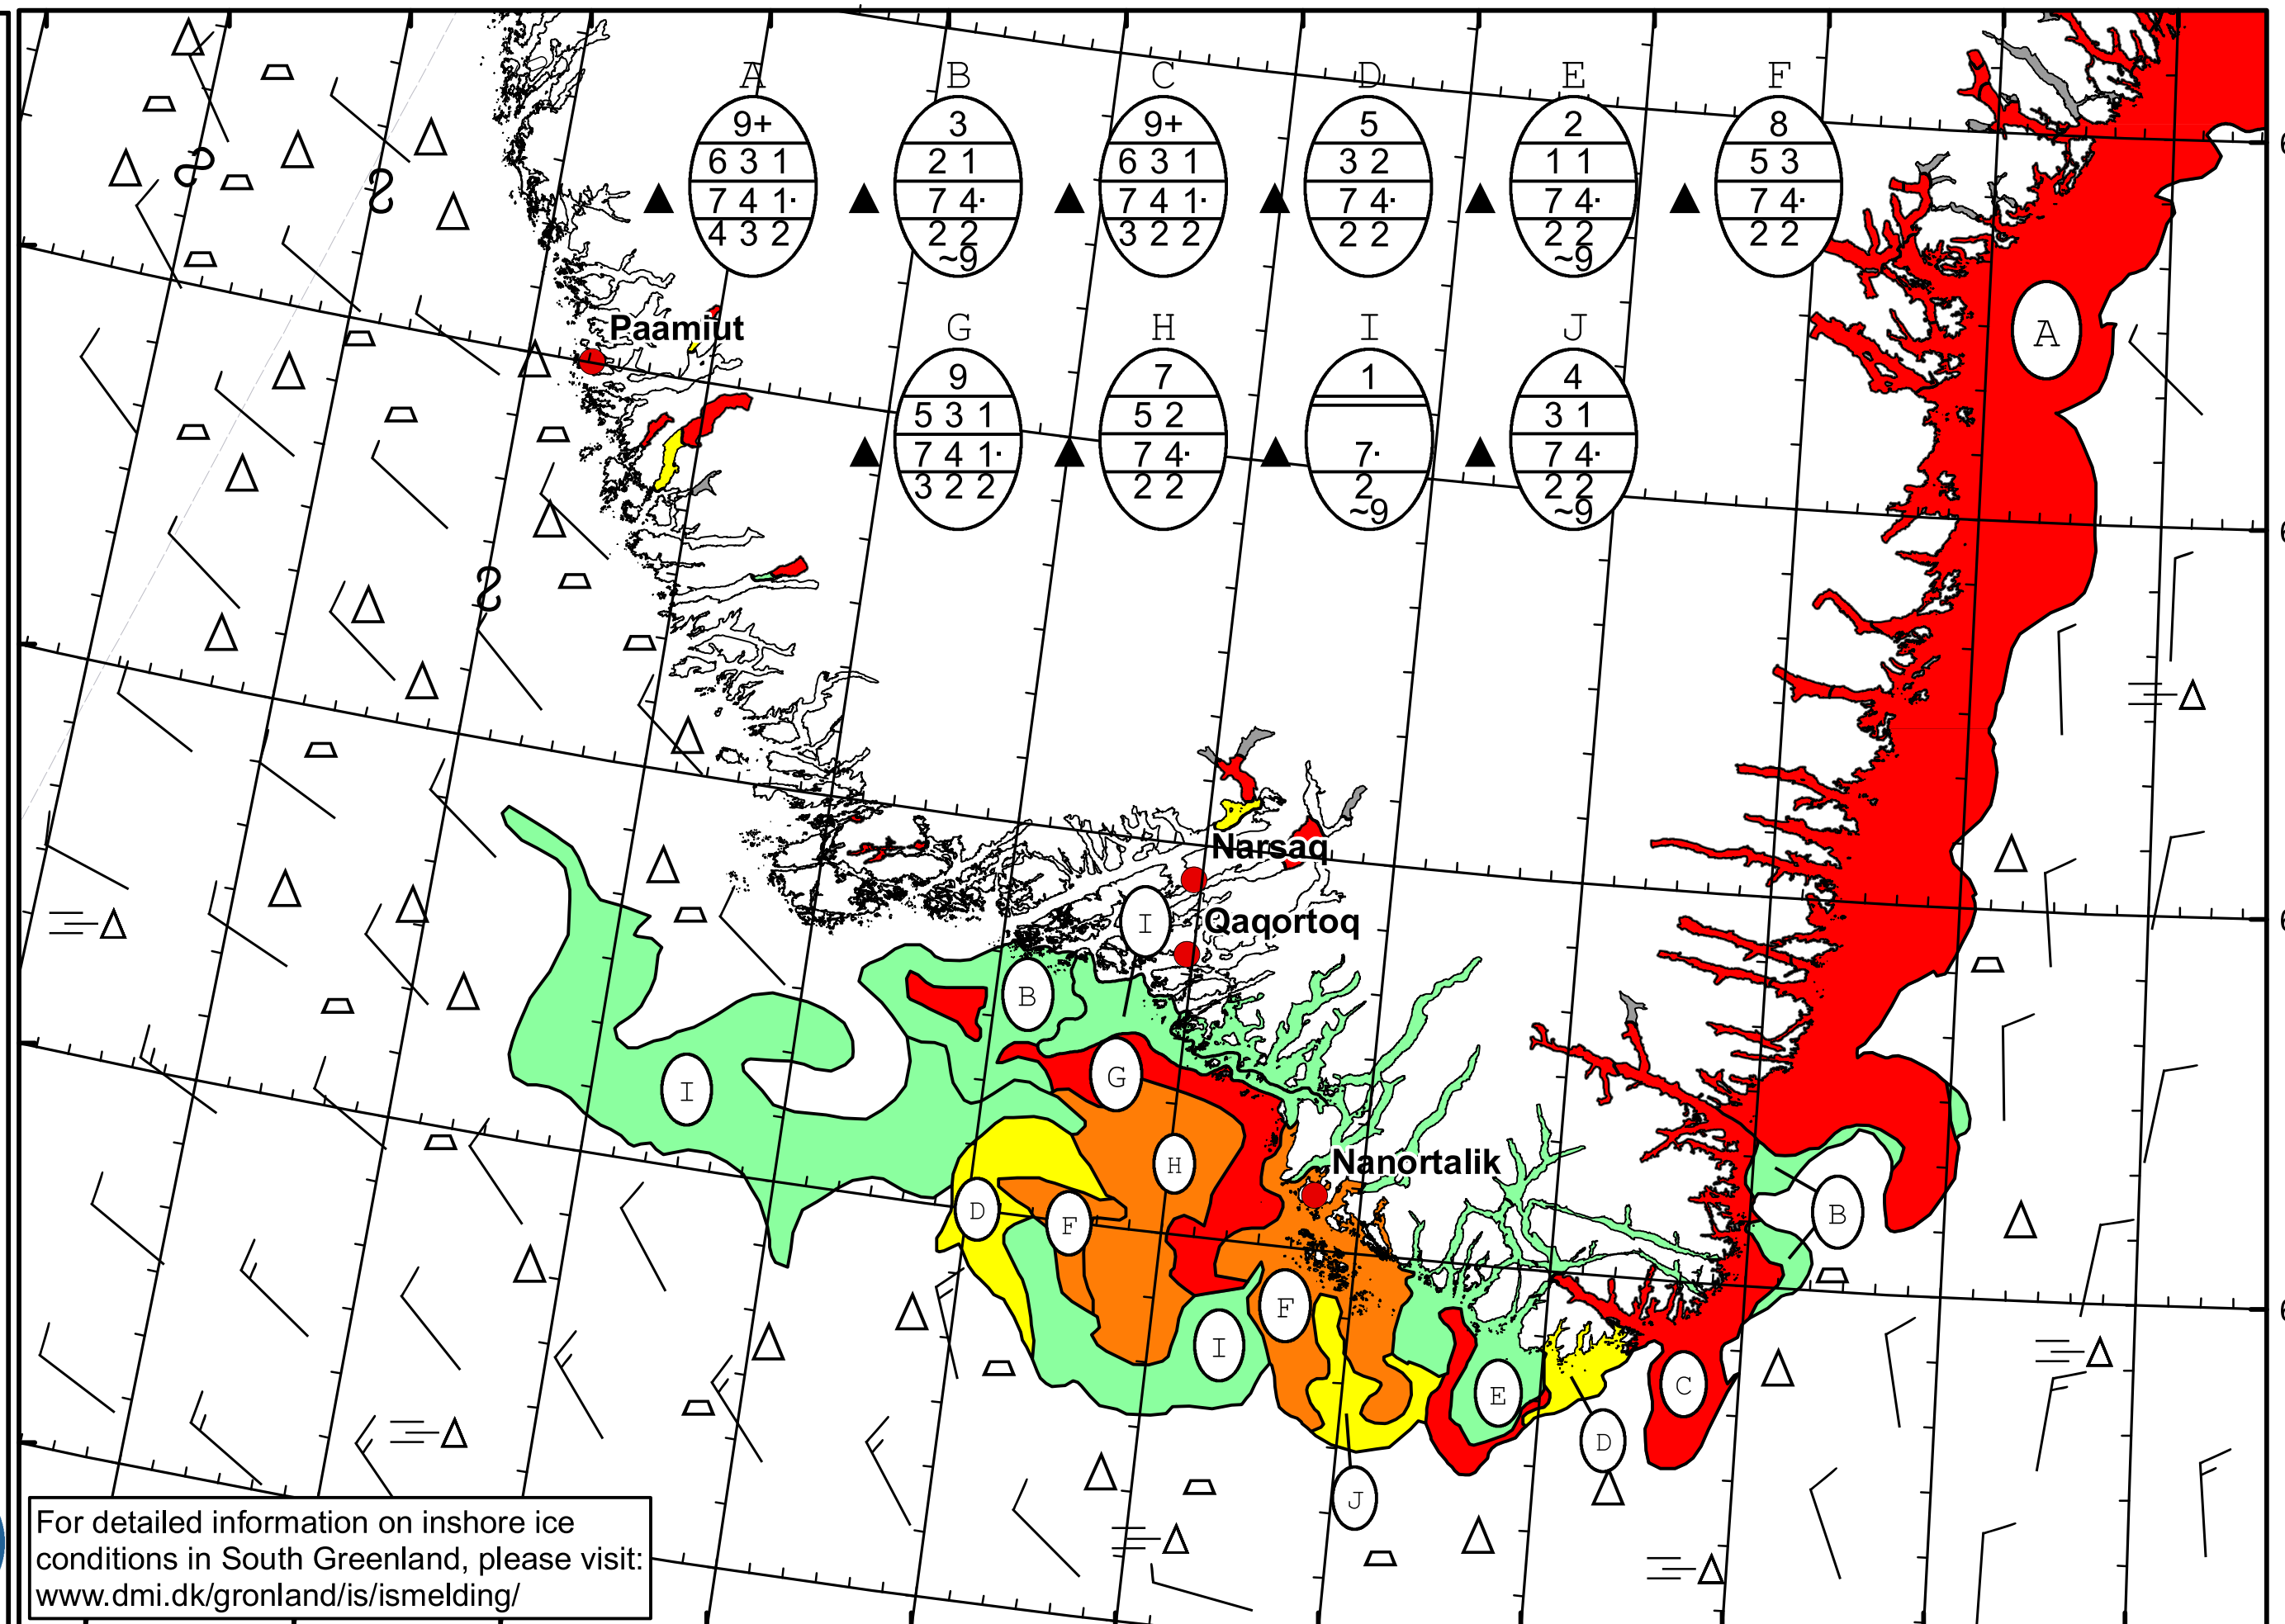 A B C D E F
9+ 3 9+ 5 2 8
6 3 1 2 1 6 3 1 3 2 1 1 5 3
7 4 1· 7 4· 7 4 1· 7 4· 7 4· 7 4·
4 3 2 2 2 3 2 2 2 2 2 2 2 2
~9 ~9
G H I J
9 7 1 4
5 3 1 5 2 3 1
7 4 1· 7 4· 7· 7 4·
3 2 2 2 2 2 2 2
~9 ~9
A
Paamiut
Narsaq
I
Qaqortoq
B
G
I
H
Nanortalik
D
F
B
F
I
C
E
D
J
For detailed information on inshore ice
conditions in South Greenland, please visit:
www.dmi.dk/gronland/is/ismelding/